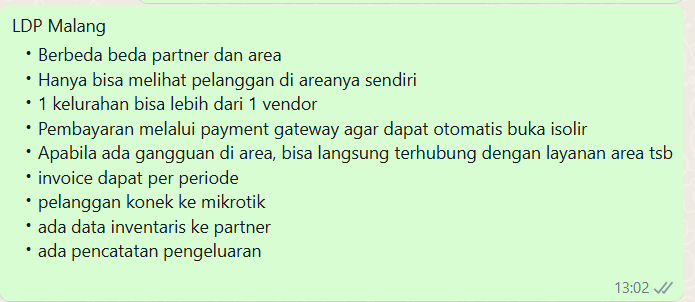 LDP Malang
• Berbeda beda partner dan area
• Hanya bisa melihat pelanggan di areanya sendiri
• 1 kelurahan bisa lebih dari 1 vendor
• Pembayaran melalui payment gateway agar dapat otomatis buka isolir
• Apabila ada gangguan di area, bisa langsung terhubung dengan layanan area tsb
• invoice dapat per periode
• pelanggan konek ke mikrotik
• ada data inventaris ke partner
• ada pencatatan pengeluaran
13:02